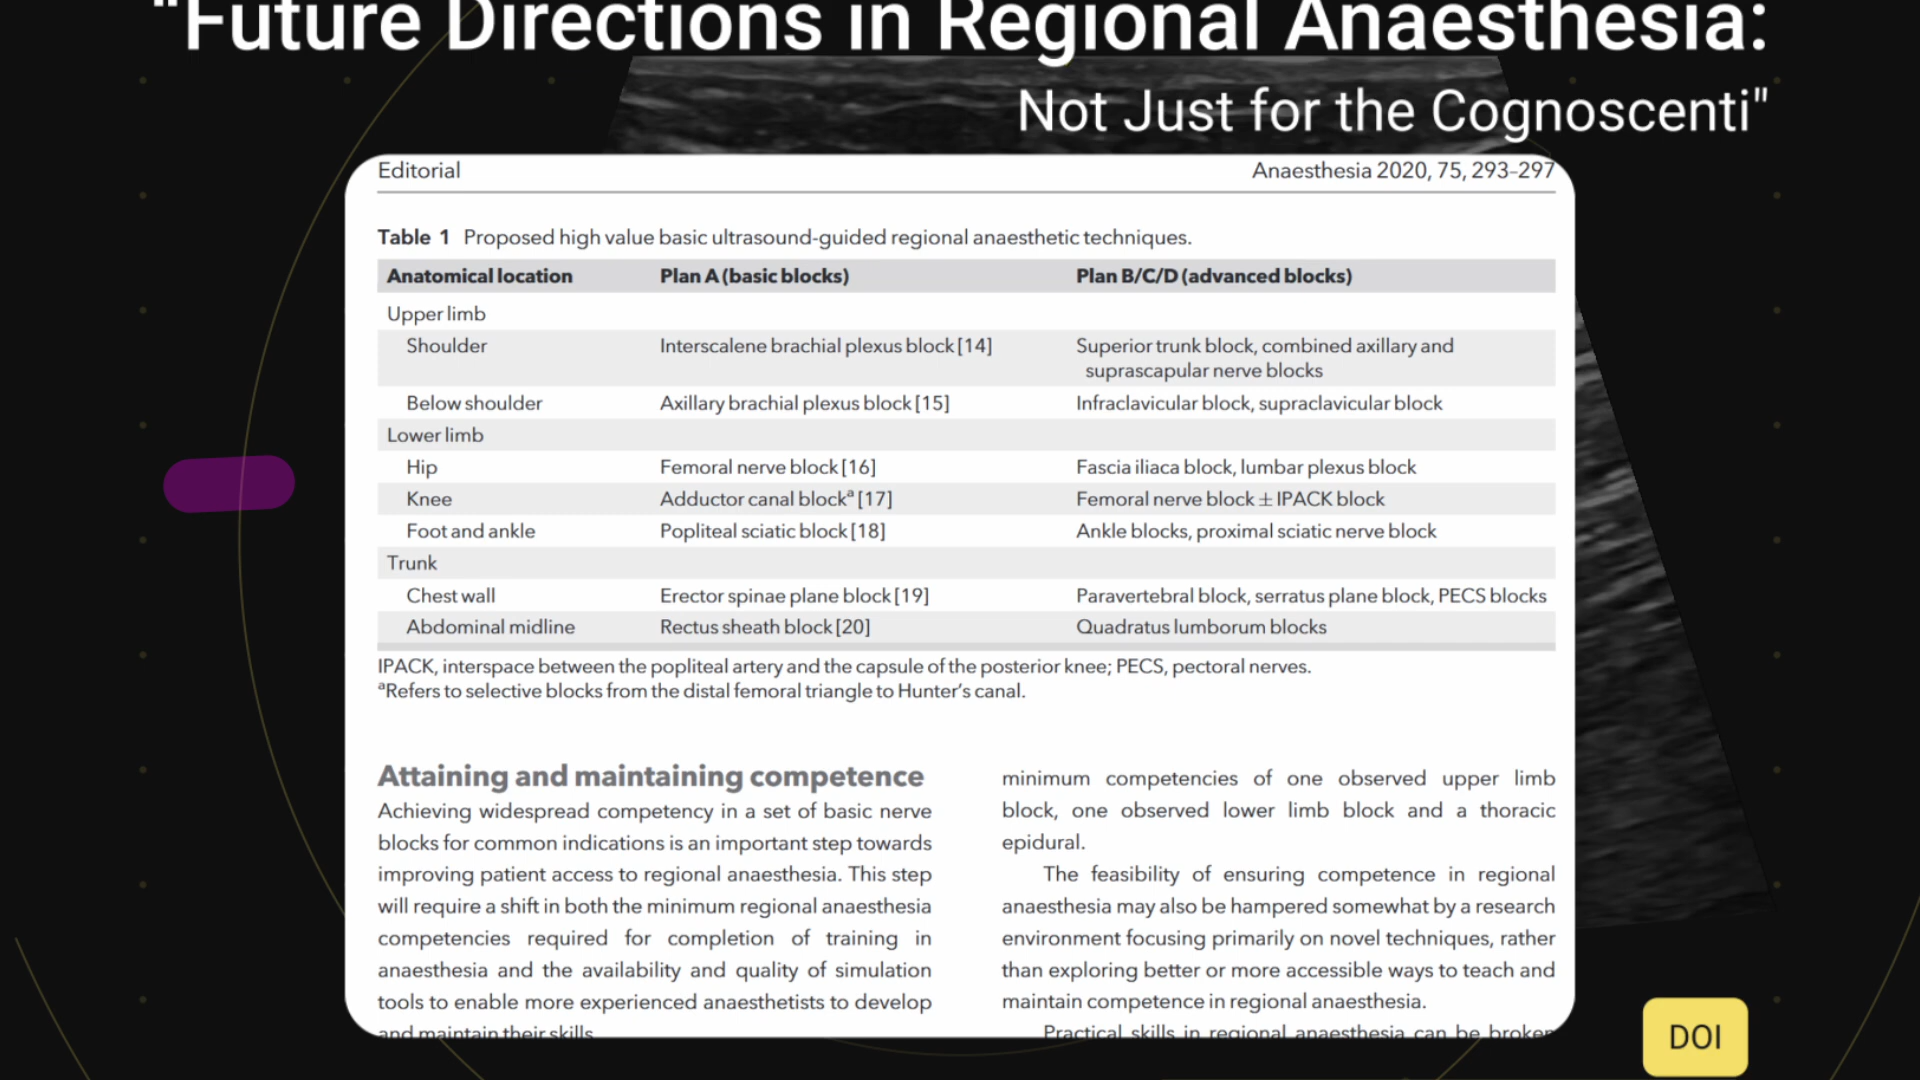 "Future Directions in Regional Anaesthesia:
Not Just for the Cognoscenti"
Editorial
Anaesthesia 2020, 75, 293–297
Table 1 Proposed high value basic ultrasound-guided regional anaesthetic techniques.
Anatomical location Plan A (basic blocks) Plan B/C/D (advanced blocks)
Upper limb
Shoulder Interscalene brachial plexus block [14] Superior trunk block, combined axillary and
suprascapular nerve blocks
Below shoulder Axillary brachial plexus block [15] Infraclavicular block, supraclavicular block
Lower limb
Hip Femoral nerve block [16] Fascia iliaca block, lumbar plexus block
Knee Adductor canal blockᵃ [17] Femoral nerve block ± IPACK block
Foot and ankle Popliteal sciatic block [18] Ankle blocks, proximal sciatic nerve block
Trunk
Chest wall Erector spinae plane block [19] Paravertebral block, serratus plane block, PECS blocks
Abdominal midline Rectus sheath block [20] Quadratus lumborum blocks
IPACK, interspace between the popliteal artery and the capsule of the posterior knee; PECS, pectoral nerves.
ᵃRefers to selective blocks from the distal femoral triangle to Hunter's canal.
Attaining and maintaining competence
Achieving widespread competency in a set of basic nerve
blocks for common indications is an important step towards
improving patient access to regional anaesthesia. This step
will require a shift in both the minimum regional anaesthesia
competencies required for completion of training in
anaesthesia and the availability and quality of simulation
tools to enable more experienced anaesthetists to develop
and maintain their skills.
minimum competencies of one observed upper limb
block, one observed lower limb block and a thoracic
epidural.
The feasibility of ensuring competence in regional
anaesthesia may also be hampered somewhat by a research
environment focusing primarily on novel techniques, rather
than exploring better or more accessible ways to teach and
maintain competence in regional anaesthesia.
Practical skills in regional anaesthesia can be broken
DOI